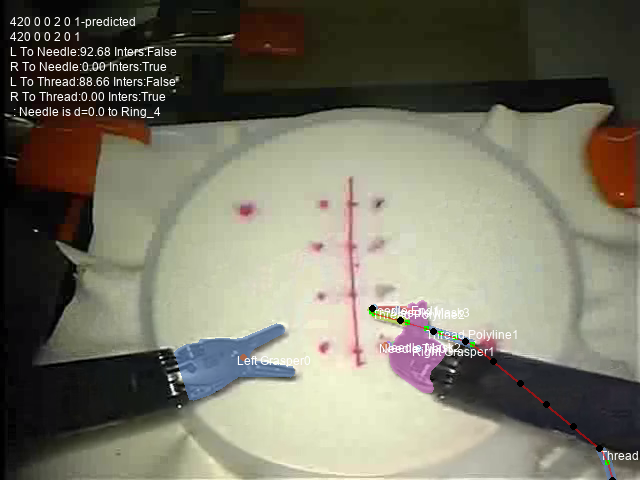 420 0 0 2 0 1-predicted
420 0 0 2 0 1
L To Needle:92.68 Inters:False
R To Needle:0.00 Inters:True
L To Thread:88.66 Inters:False
R To Thread:0.00 Inters:True
: Needle is d=0.0 to Ring_4
Thread Polyline2
Thread Polyline1
Left Grasper0
Right Grasper1
Thread